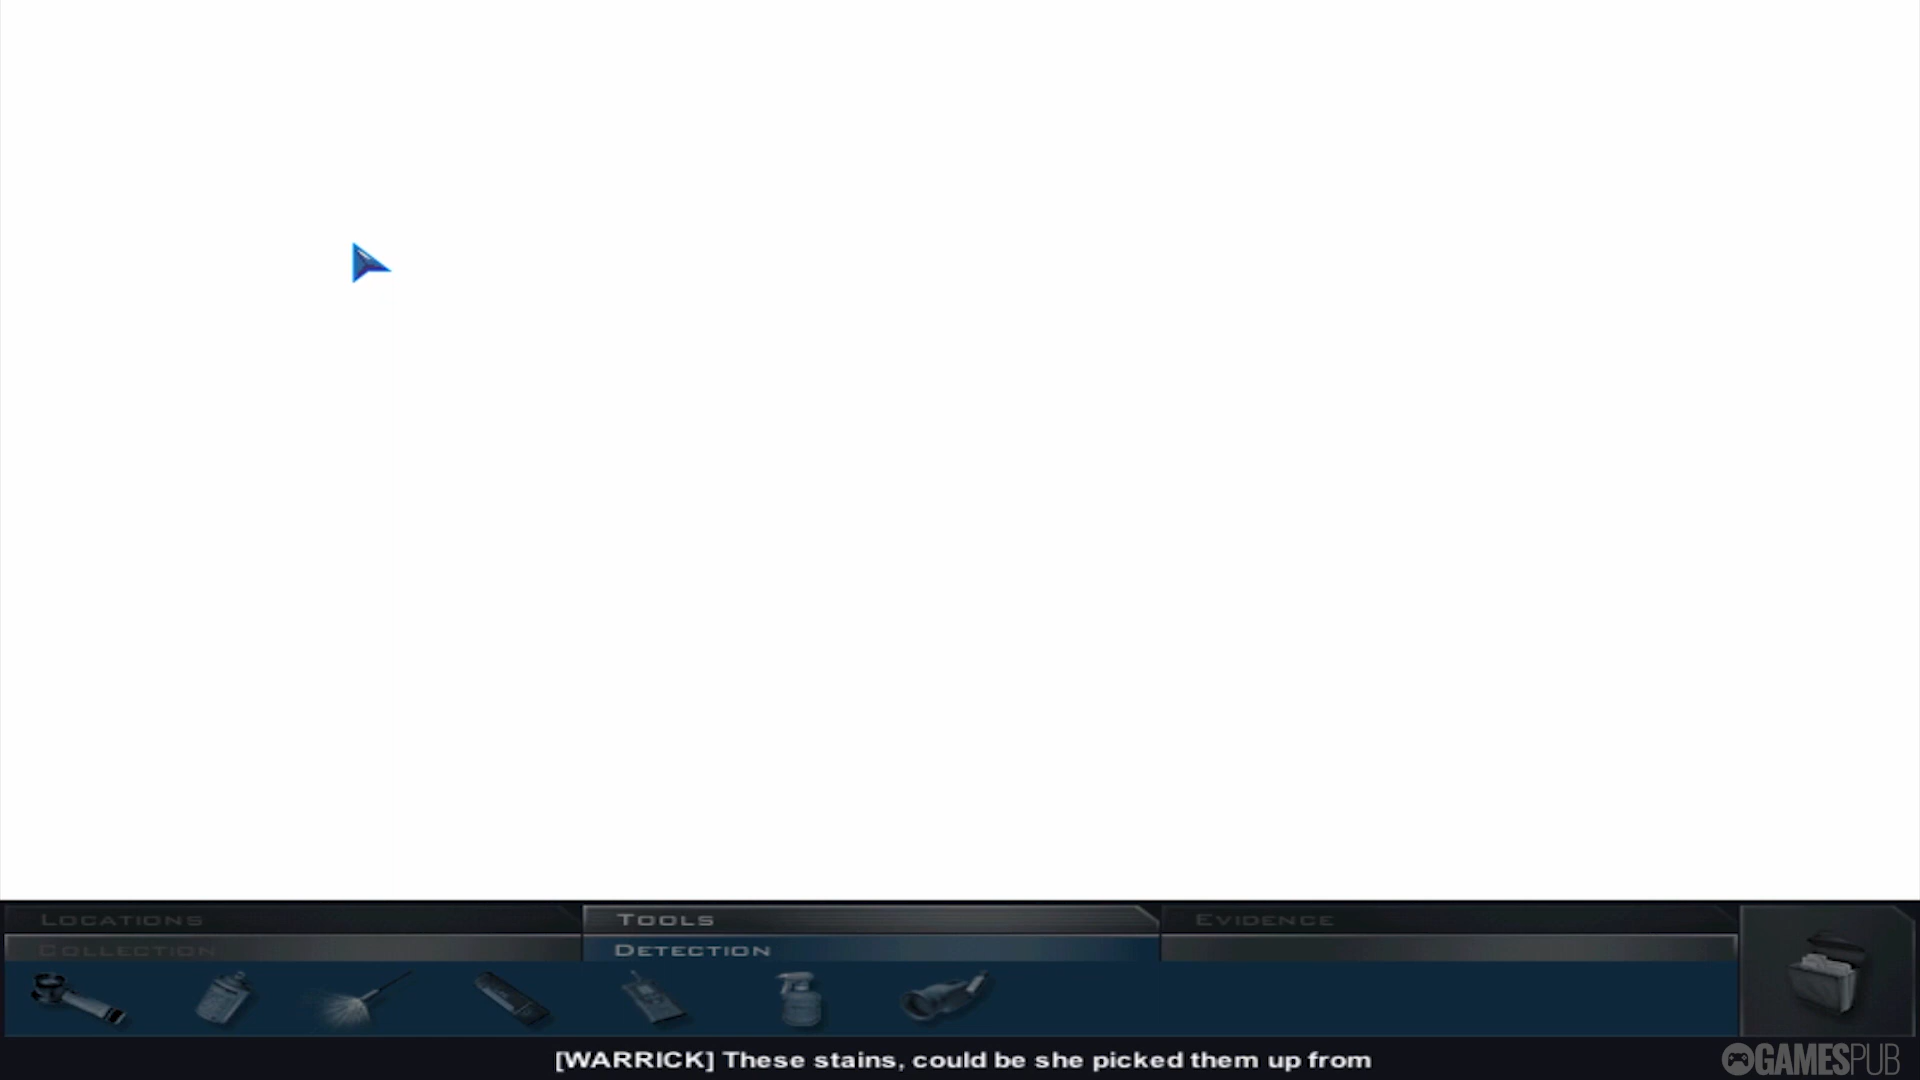 LOCATIONS
TOOLS
EVIDENCE
COLLECTION
DETECTION
[WARRICK] These stains, could be she picked them up from
GAMESPUB